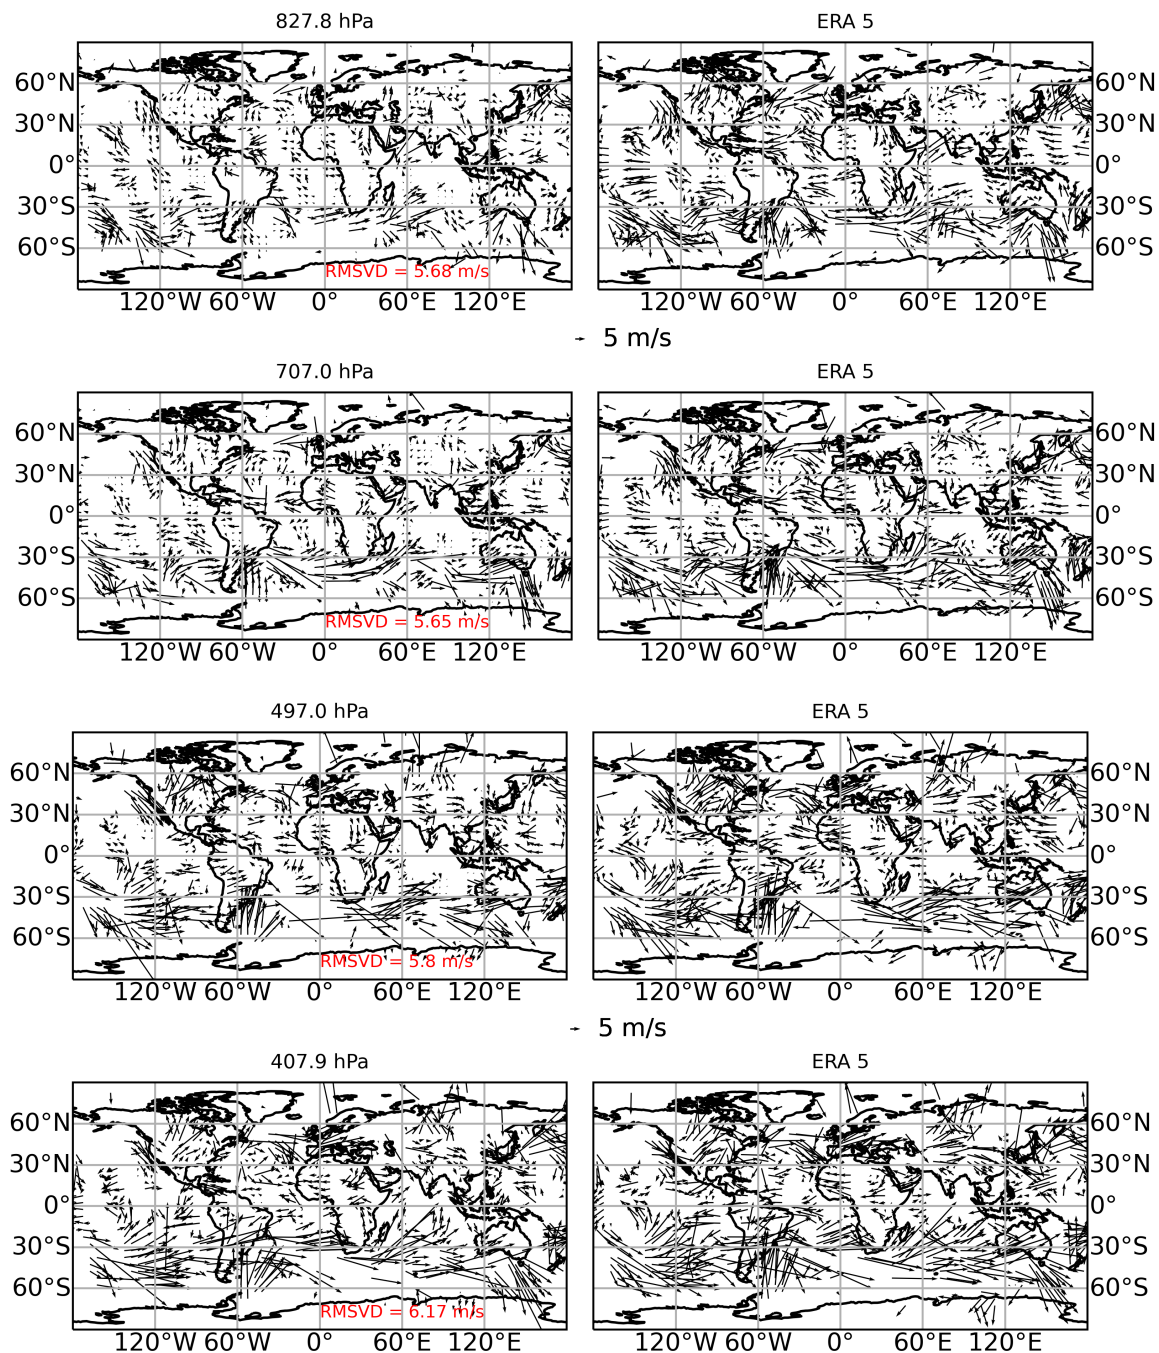 827.8 hPa ERA 5
60°N 60°N
30°N 30°N
0° 0°
30°S 30°S
60°S 60°S
RMSVD = 5.68 m/s
120°W 60°W 0° 60°E 120°E 120°W 60°W 0° 60°E 120°E
5 m/s
707.0 hPa ERA 5
60°N 60°N
30°N 30°N
0° 0°
30°S 30°S
60°S 60°S
RMSVD = 5.65 m/s
120°W 60°W 0° 60°E 120°E 120°W 60°W 0° 60°E 120°E
497.0 hPa ERA 5
60°N 60°N
30°N 30°N
0° 0°
30°S 30°S
60°S 60°S
RMSVD = 5.8 m/s
120°W 60°W 0° 60°E 120°E 120°W 60°W 0° 60°E 120°E
5 m/s
407.9 hPa ERA 5
60°N 60°N
30°N 30°N
0° 0°
30°S 30°S
60°S 60°S
RMSVD = 6.17 m/s
120°W 60°W 0° 60°E 120°E 120°W 60°W 0° 60°E 120°E